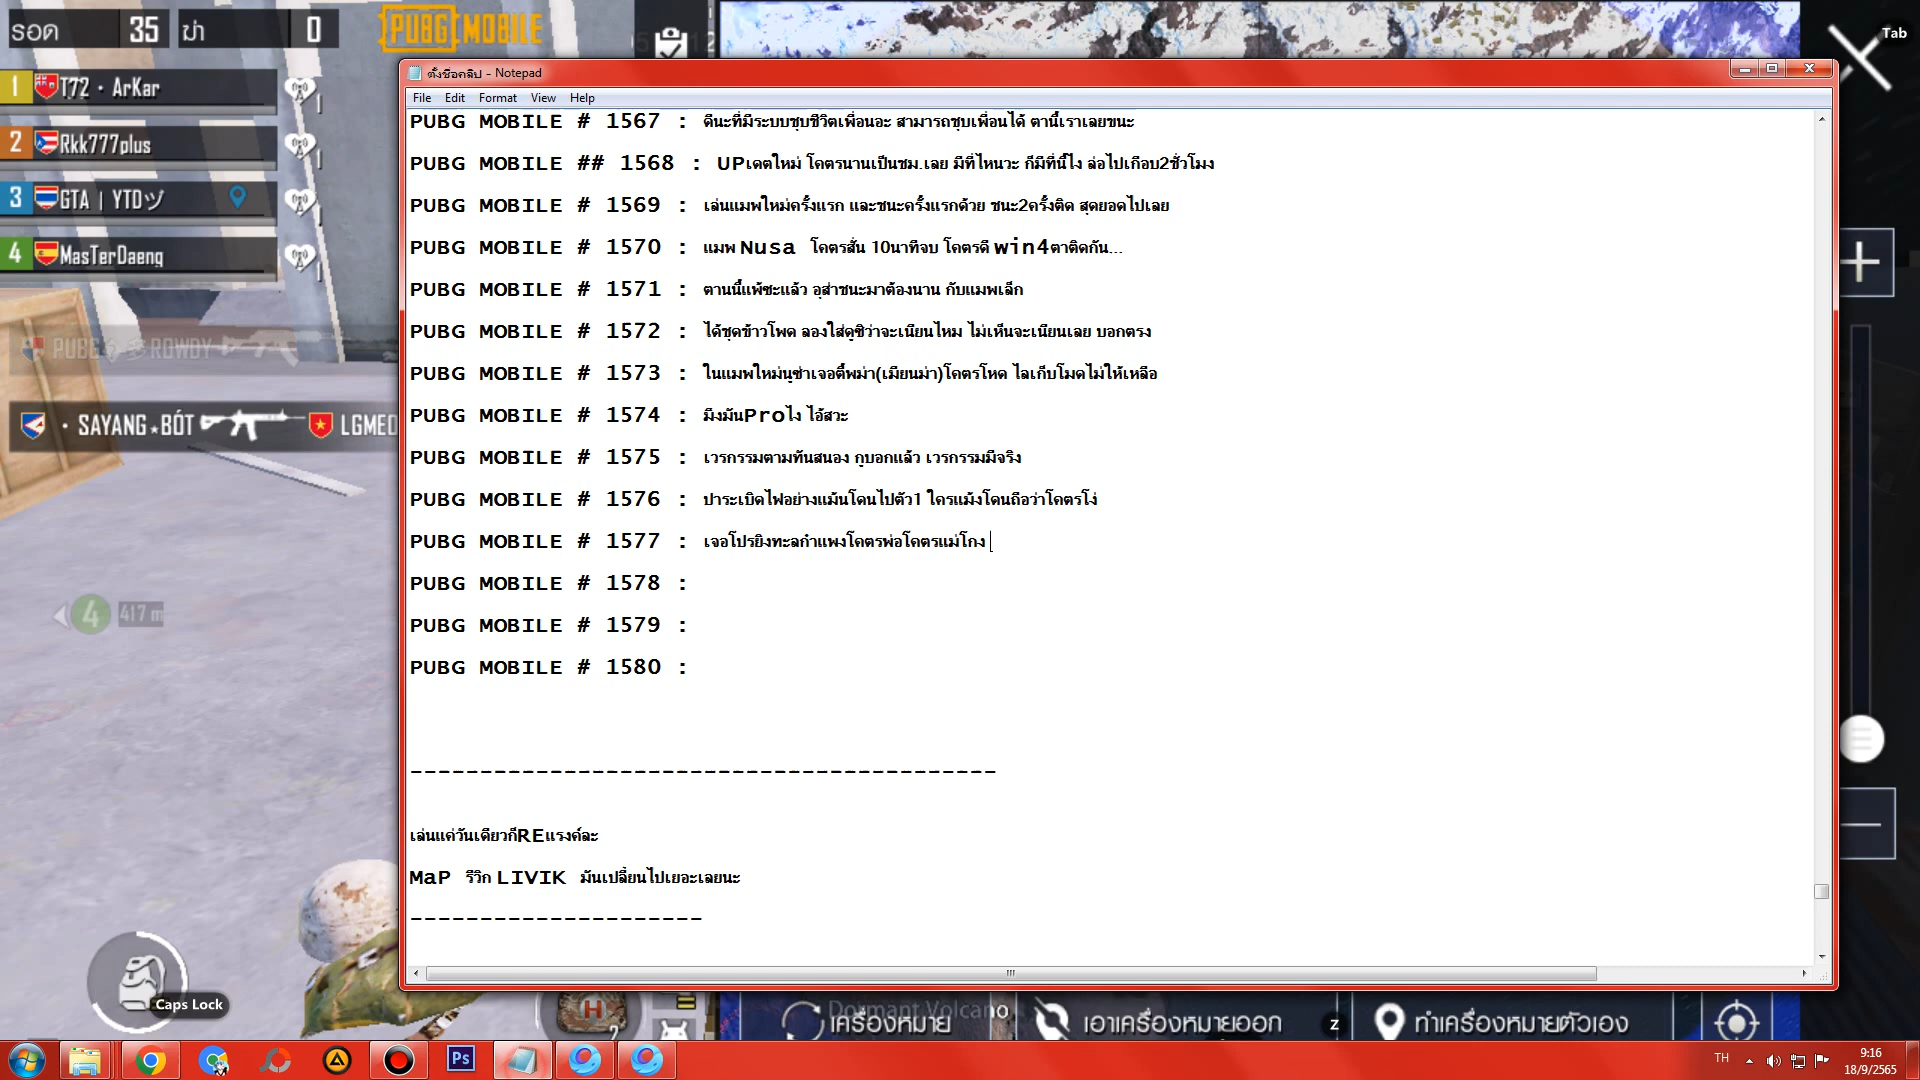 รอด 35 ฆ่า 0
PUBG MOBILE
Tab
1 T72・ArKar
1
2 Rkk777plus
1
3 GTA | YTDヅ
1
4 MasTerDaeng
1
PUBG ROWDY
・SAYANG★BÓT LGMEO
4 417 m
Caps Lock
ตั้งชื่อคลิป - Notepad
File Edit Format View Help
PUBG MOBILE # 1567 : ดีนะที่มีระบบชุบชีวิตเพื่อนอะ สามารถชุบเพื่อนได้ ตานี้เราเลยขนะ
PUBG MOBILE ## 1568 : UPเดตใหม่ โคตรนานเป็นชม.เลย มีที่ไหนวะ ก็มีที่นี้ไง ล่อไปเกือบ2ชั่วโมง
PUBG MOBILE # 1569 : เล่นแมพใหม่ครั้งแรก และชนะครั้งแรกด้วย ชนะ2ครั้งติด สุดยอดไปเลย
PUBG MOBILE # 1570 : แมพ Nusa โคตรสั่น 10นาทีจบ โคตรดี win4ตาติดกัน...
PUBG MOBILE # 1571 : ตานนี้แพ้ซะแล้ว อุส่าชนะมาต้องนาน กับแมพเล็ก
PUBG MOBILE # 1572 : ได้ชุดข้าวโพด ลองใส่ดูซิว่าจะเนียนไหม ไม่เห็นจะเนียนเลย บอกตรง
PUBG MOBILE # 1573 : ในแมพใหม่นูซ่าเจอตี้พม่า(เมียนม่า)โคตรโหด ไลเก็บโมดไม่ให้เหลือ
PUBG MOBILE # 1574 : มึงมันProไง ไอ้สวะ
PUBG MOBILE # 1575 : เวรกรรมตามทันสนอง กูบอกแล้ว เวรกรรมมีจริง
PUBG MOBILE # 1576 : ปาระเบิดไฟอย่างแม้นโดนไปตัว1 ใครแม้งโดนถือว่าโคตรโง่
PUBG MOBILE # 1577 : เจอโปรยิงทะลกำแพงโคตรพ่อโคตรแม่โกง
PUBG MOBILE # 1578 :
PUBG MOBILE # 1579 :
PUBG MOBILE # 1580 :
-------------------------------------------
เล่นแค่วันเดียวก็REแรงค์ละ
MaP รีวิก LIVIK มันเปลี่ยนไปเยอะเลยนะ
---------------------
Dormant Volcano
เครื่องหมาย เอาเครื่องหมายออก Z ทำเครื่องหมายตัวเอง
H 2
Ps
TH
9:16
18/9/2565